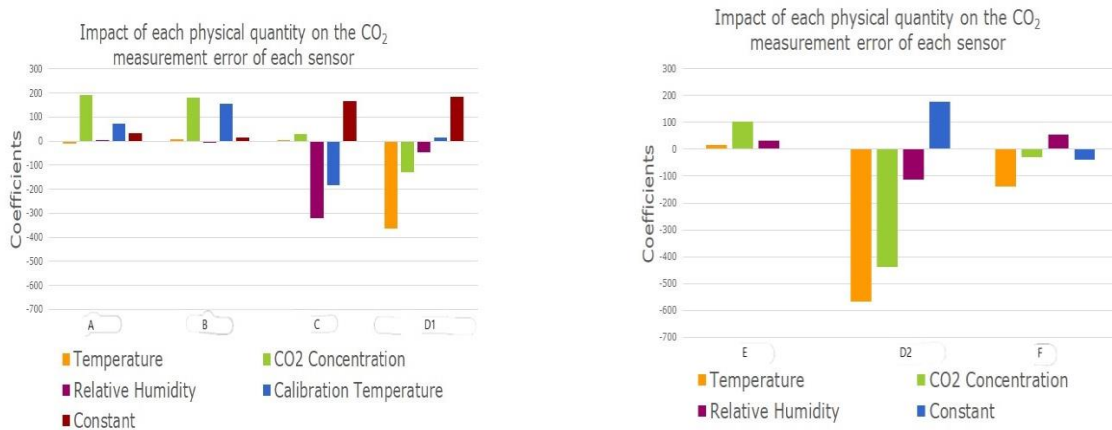 Impact of each physical quantity on the CO₂
measurement error of each sensor
300
200
100
0
-100
-200
-300
-400
-500
-600
-700
Coefficients
A B C D1
Temperature CO2 Concentration
Relative Humidity Calibration Temperature
Constant
Impact of each physical quantity on the CO₂
measurement error of each sensor
300
200
100
0
-100
-200
-300
-400
-500
-600
-700
Coefficients
E D2 F
Temperature CO2 Concentration
Relative Humidity Constant